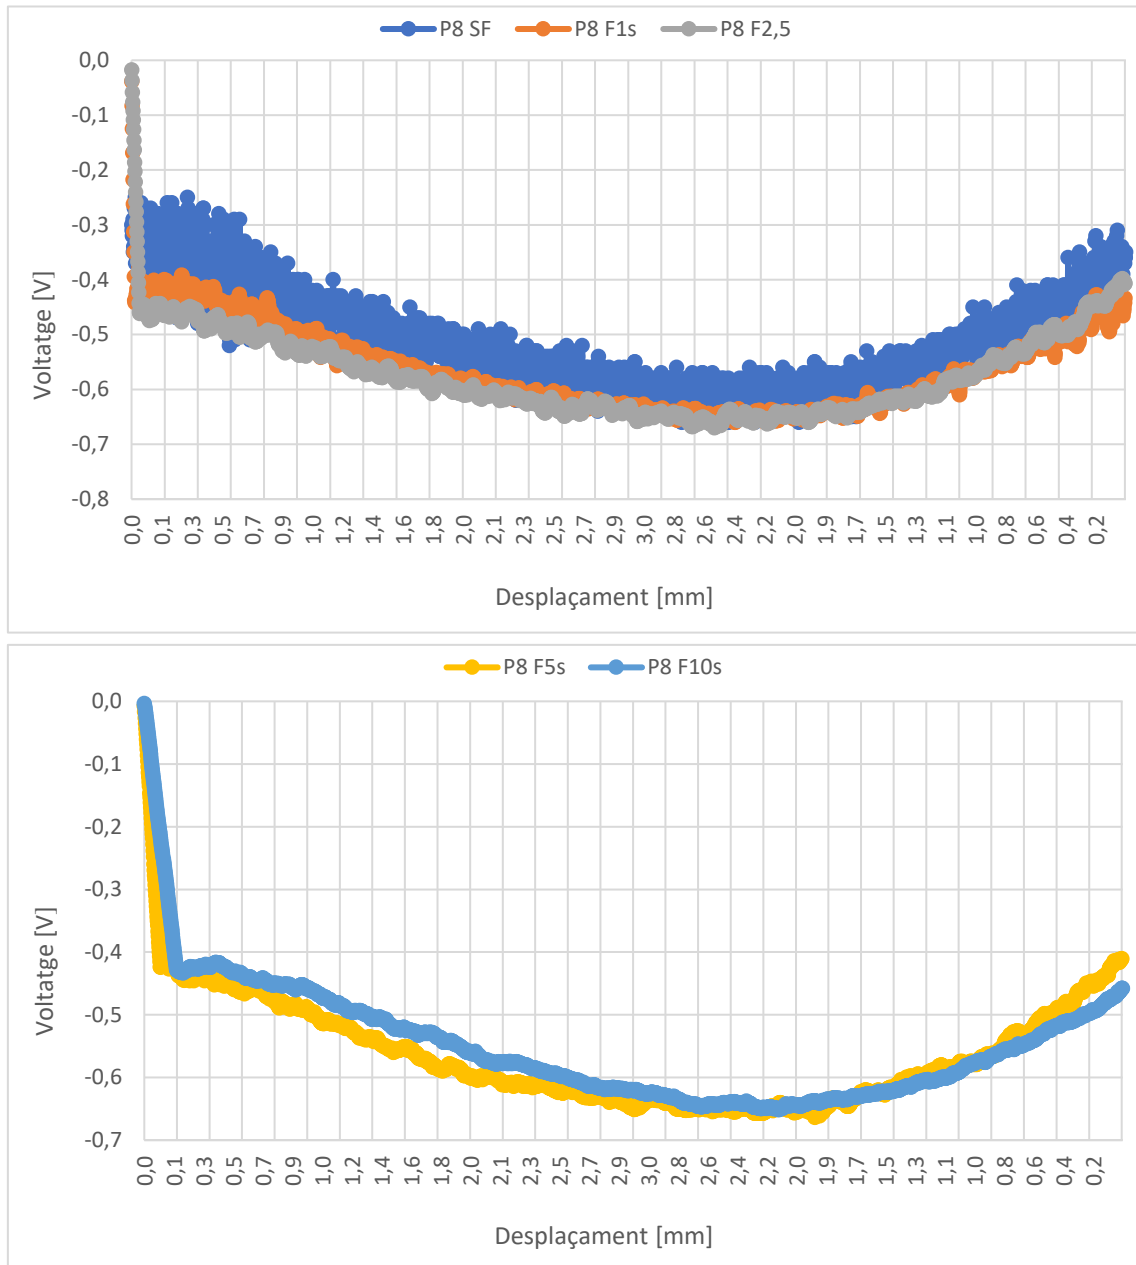 P8 SF P8 F1s P8 F2,5
0,0
-0,1
-0,2
-0,3
-0,4
-0,5
-0,6
-0,7
-0,8
Voltatge [V]
0,0 0,1 0,3 0,5 0,7 0,9 1,0 1,2 1,4 1,6 1,8 2,0 2,1 2,3 2,5 2,9 3,0 2,8 2,6 2,4 2,2 2,0 1,9 1,7 1,5 1,3 1,2 1,0 0,8 0,6 0,4 0,2
Desplaçament [mm]
P8 F5s P8 F10s
0,0
-0,1
-0,2
-0,3
-0,4
-0,5
-0,6
-0,7
Voltatge [V]
0,0 0,1 0,3 0,5 0,7 0,9 1,0 1,2 1,4 1,6 1,8 2,0 2,1 2,3 2,5 2,7 2,9 3,0 2,8 2,6 2,4 2,2 2,0 1,9 1,7 1,5 1,3 1,2 1,0 0,8 0,6 0,4 0,2
Desplaçament [mm]